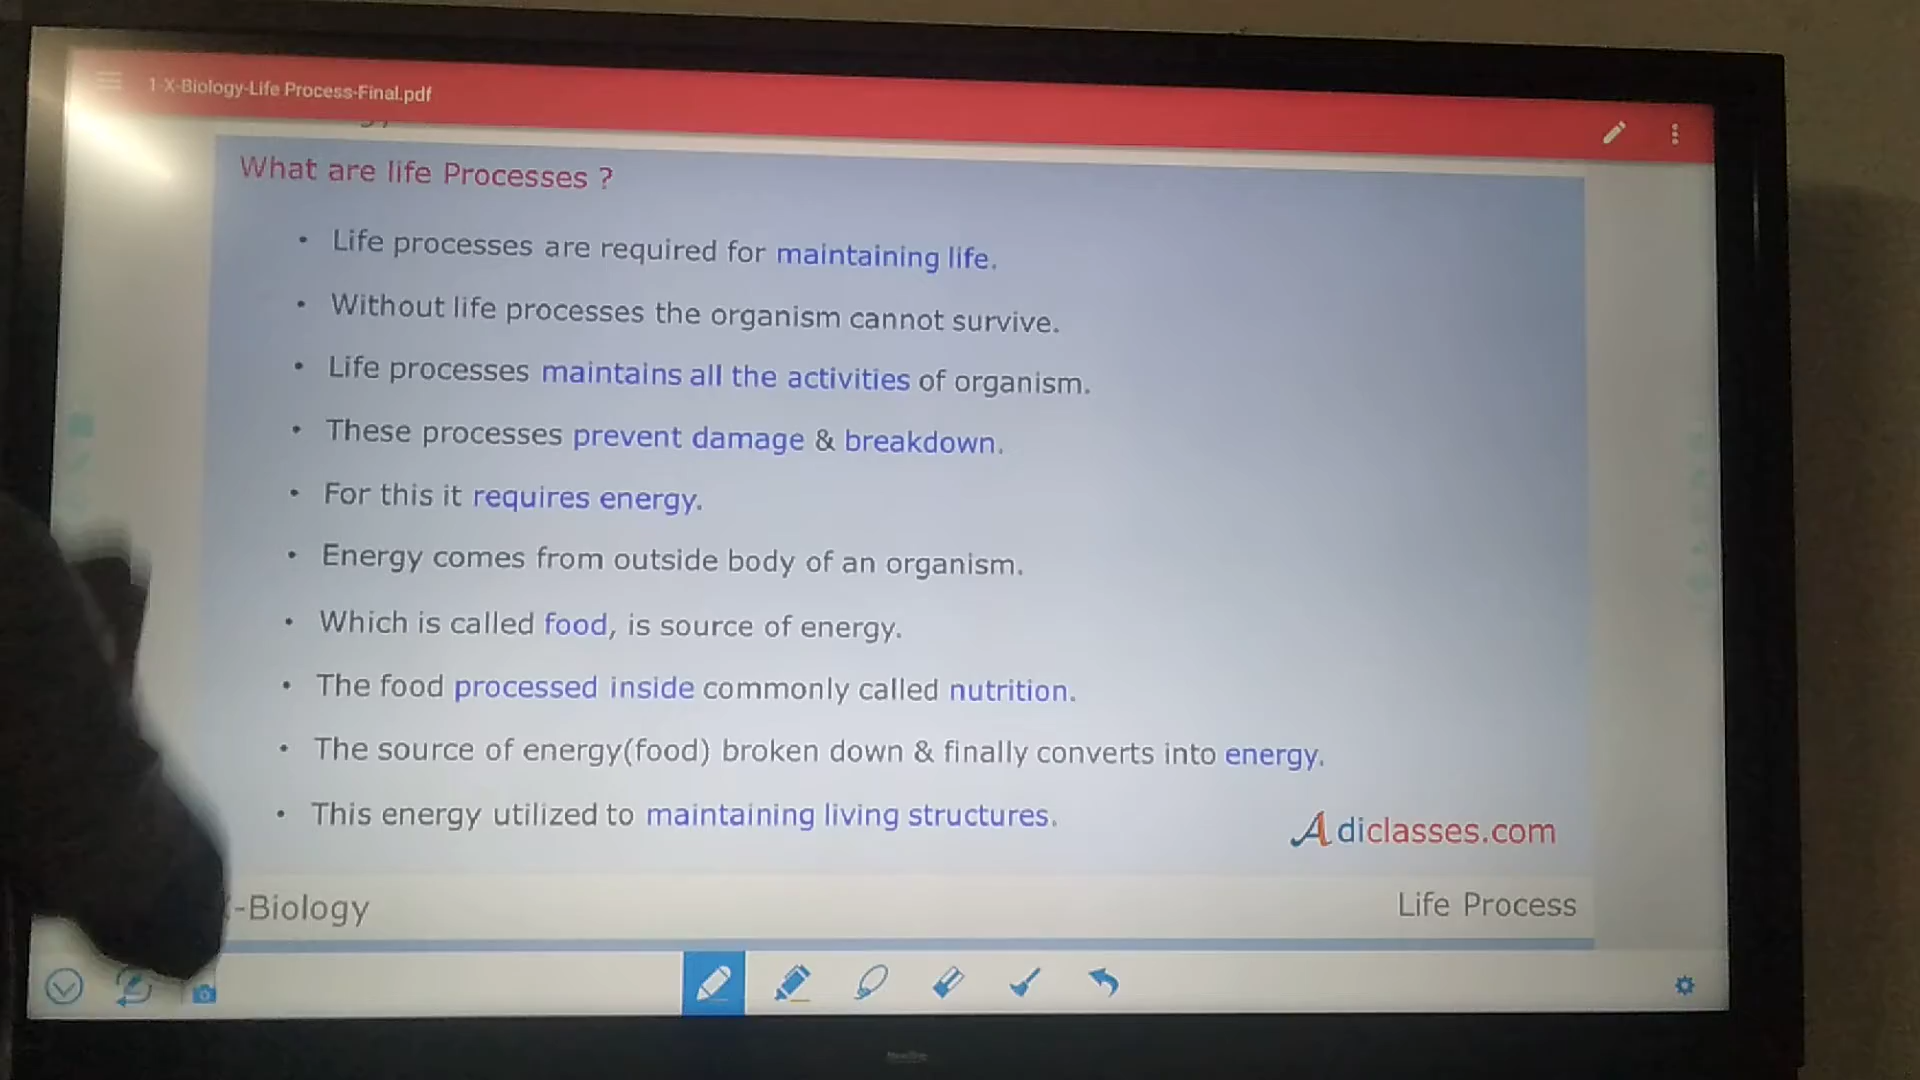 1-X-Biology-Life Process-Final.pdf
What are life Processes ?
• Life processes are required for maintaining life.
• Without life processes the organism cannot survive.
• Life processes maintains all the activities of organism.
• These processes prevent damage & breakdown.
• For this it requires energy.
• Energy comes from outside body of an organism.
• Which is called food, is source of energy.
• The food processed inside commonly called nutrition.
• The source of energy(food) broken down & finally converts into energy.
• This energy utilized to maintaining living structures.
Adiclasses.com
-Biology
Life Process